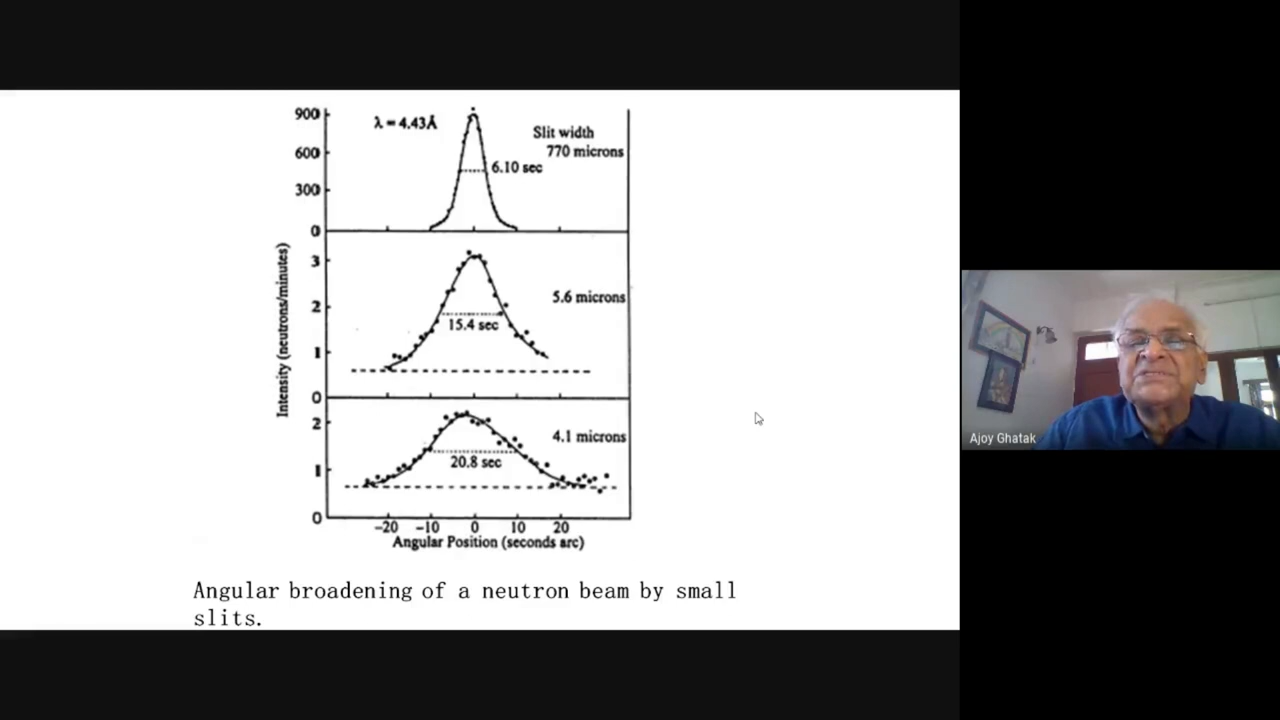 900
λ = 4.43Å
Slit width
600
770 microns
6.10 sec
300
0
3
5.6 microns
2
15.4 sec
1
0
Intensity (neutrons/minutes)
2
4.1 microns
20.8 sec
1
0
−20 −10 0 10 20
Angular Position (seconds arc)
Angular broadening of a neutron beam by small
slits.
Ajoy Ghatak